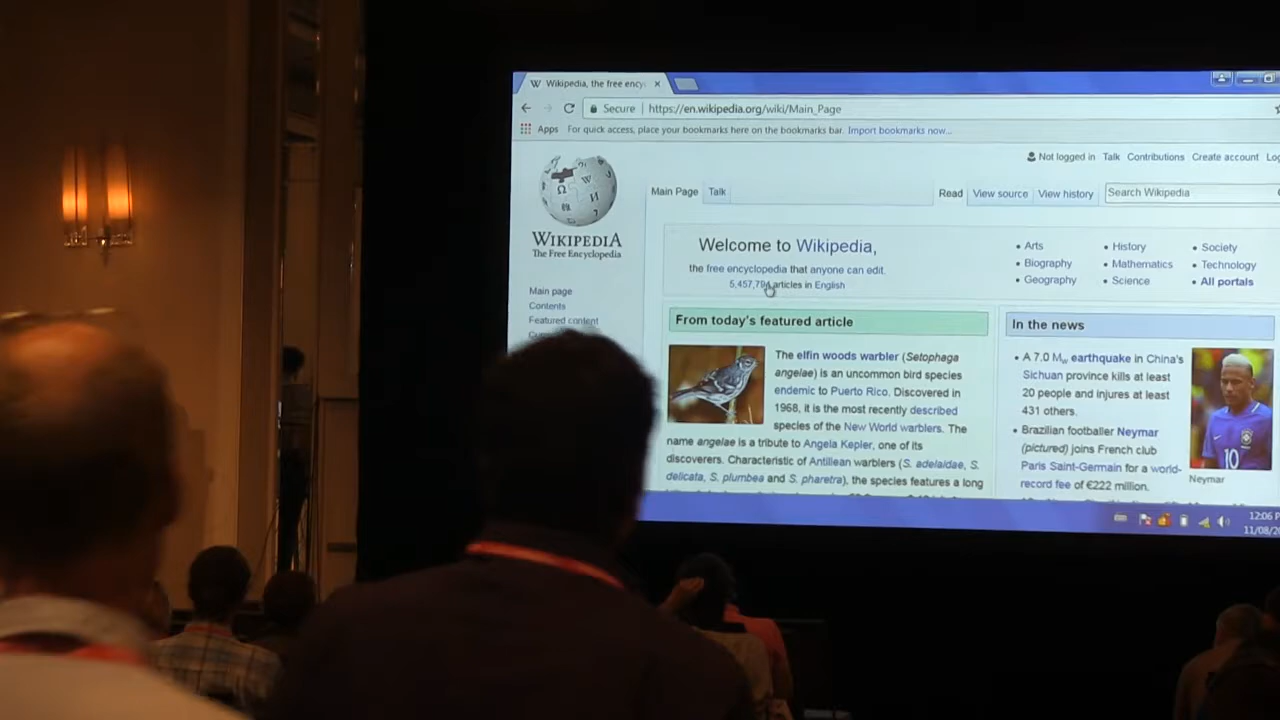 Wikipedia, the free ency
Secure https://en.wikipedia.org/wiki/Main_Page
Apps For quick access, place your bookmarks here on the bookmarks bar. Import bookmarks now...
Not logged in Talk Contributions Create account
Main Page Talk Read View source View history Search Wikipedia
WIKIPEDIA
The Free Encyclopedia
Main page
Contents
Featured content
Welcome to Wikipedia,
the free encyclopedia that anyone can edit.
articles in English
Arts
Biography
Geography
History
Mathematics
Science
Society
Technology
All portals
From today's featured article
The elfin woods warbler (Setophaga
angelae) is an uncommon bird species
endemic to Puerto Rico. Discovered in
1968, it is the most recently described
species of the New World warblers. The
name angelae is a tribute to Angela Kepler, one of its
discoverers. Characteristic of Antillean warblers (S. adelaidae, S.
delicata, S. plumbea and S. pharetra), the species features a long
In the news
A 7.0 Mw earthquake in China's
Sichuan province kills at least
20 people and injures at least
431 others.
Brazilian footballer Neymar
(pictured) joins French club
Paris Saint-Germain for a world-
record fee of €222 million.
10
Neymar
12:06
11/08/